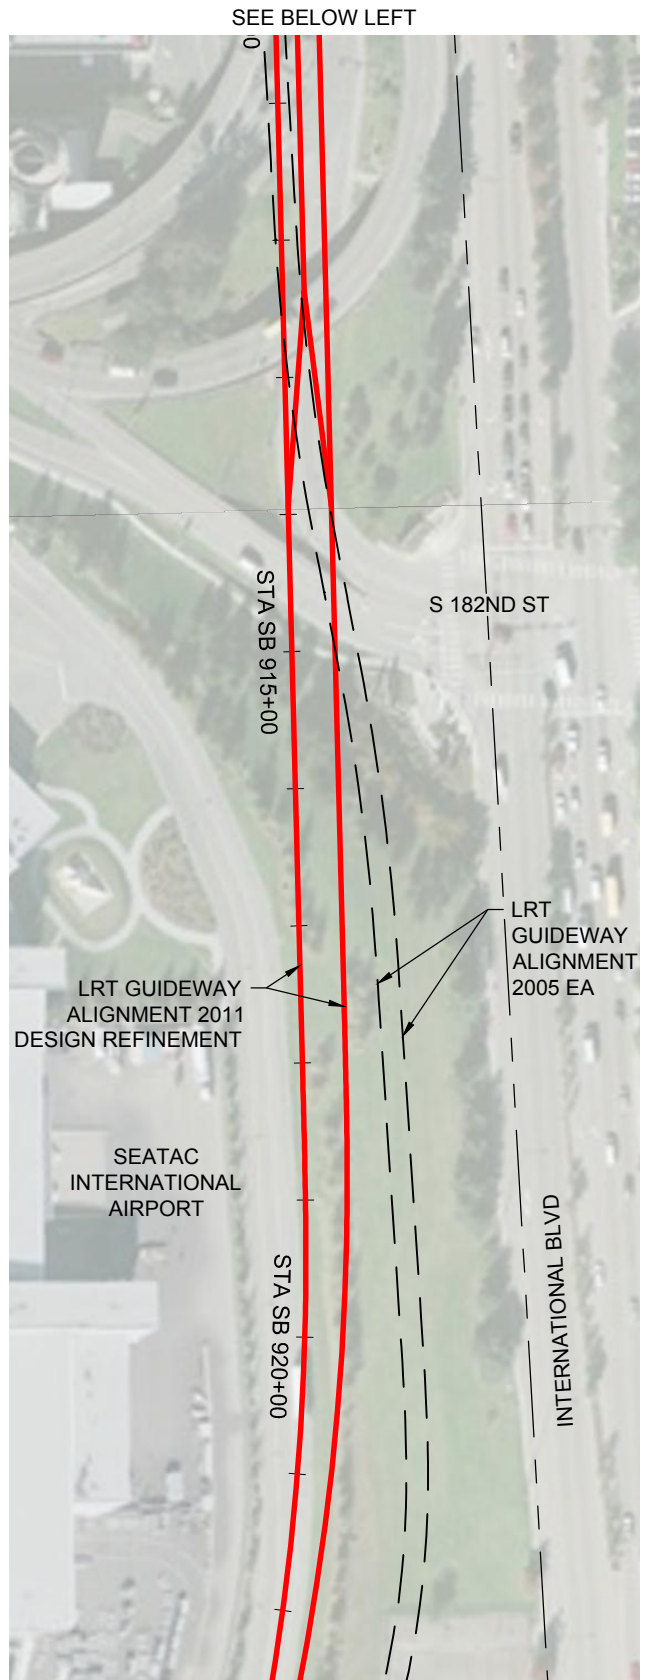 SEE BELOW LEFT
0
STA SB 915+00
S 182ND ST
LRT
GUIDEWAY
ALIGNMENT
2005 EA
LRT GUIDEWAY
ALIGNMENT 2011
DESIGN REFINEMENT
SEATAC
INTERNATIONAL
AIRPORT
INTERNATIONAL BLVD
STA SB 920+00